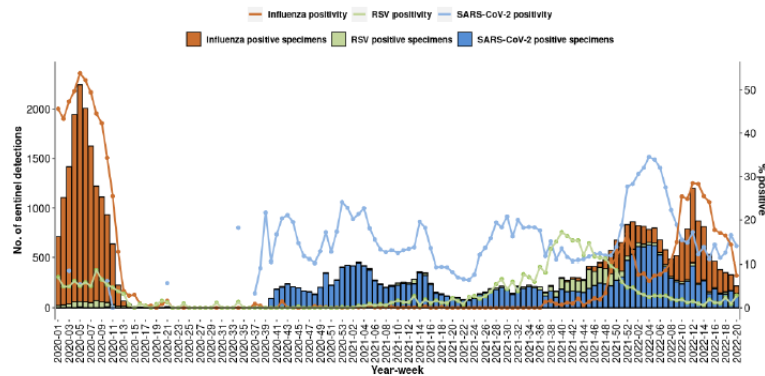 Influenza positivity RSV positivity SARS-CoV-2 positivity
Influenza positive specimens RSV positive specimens SARS-CoV-2 positive specimens
No. of sentinel detections
2000
1500
1000
500
0
50
40
30
20
10
0
% positive
2020-01 2020-03 2020-05 2020-07 2020-09 2020-11 2020-13 2020-15 2020-17 2020-19 2020-21 2020-23 2020-25 2020-27 2020-29 2020-31 2020-33 2020-35 2020-37 2020-39 2020-41 2020-43 2020-45 2020-47 2020-49 2020-51 2020-53 2021-02 2021-04 2021-06 2021-08 2021-10 2021-12 2021-14 2021-16 2021-18 2021-20 2021-22 2021-24 2021-26 2021-28 2021-30 2021-32 2021-34 2021-36 2021-38 2021-40 2021-42 2021-44 2021-46 2021-48 2021-50 2021-52 2022-02 2022-04 2022-06 2022-08 2022-10 2022-12 2022-14 2022-16 2022-18 2022-20
Year-week